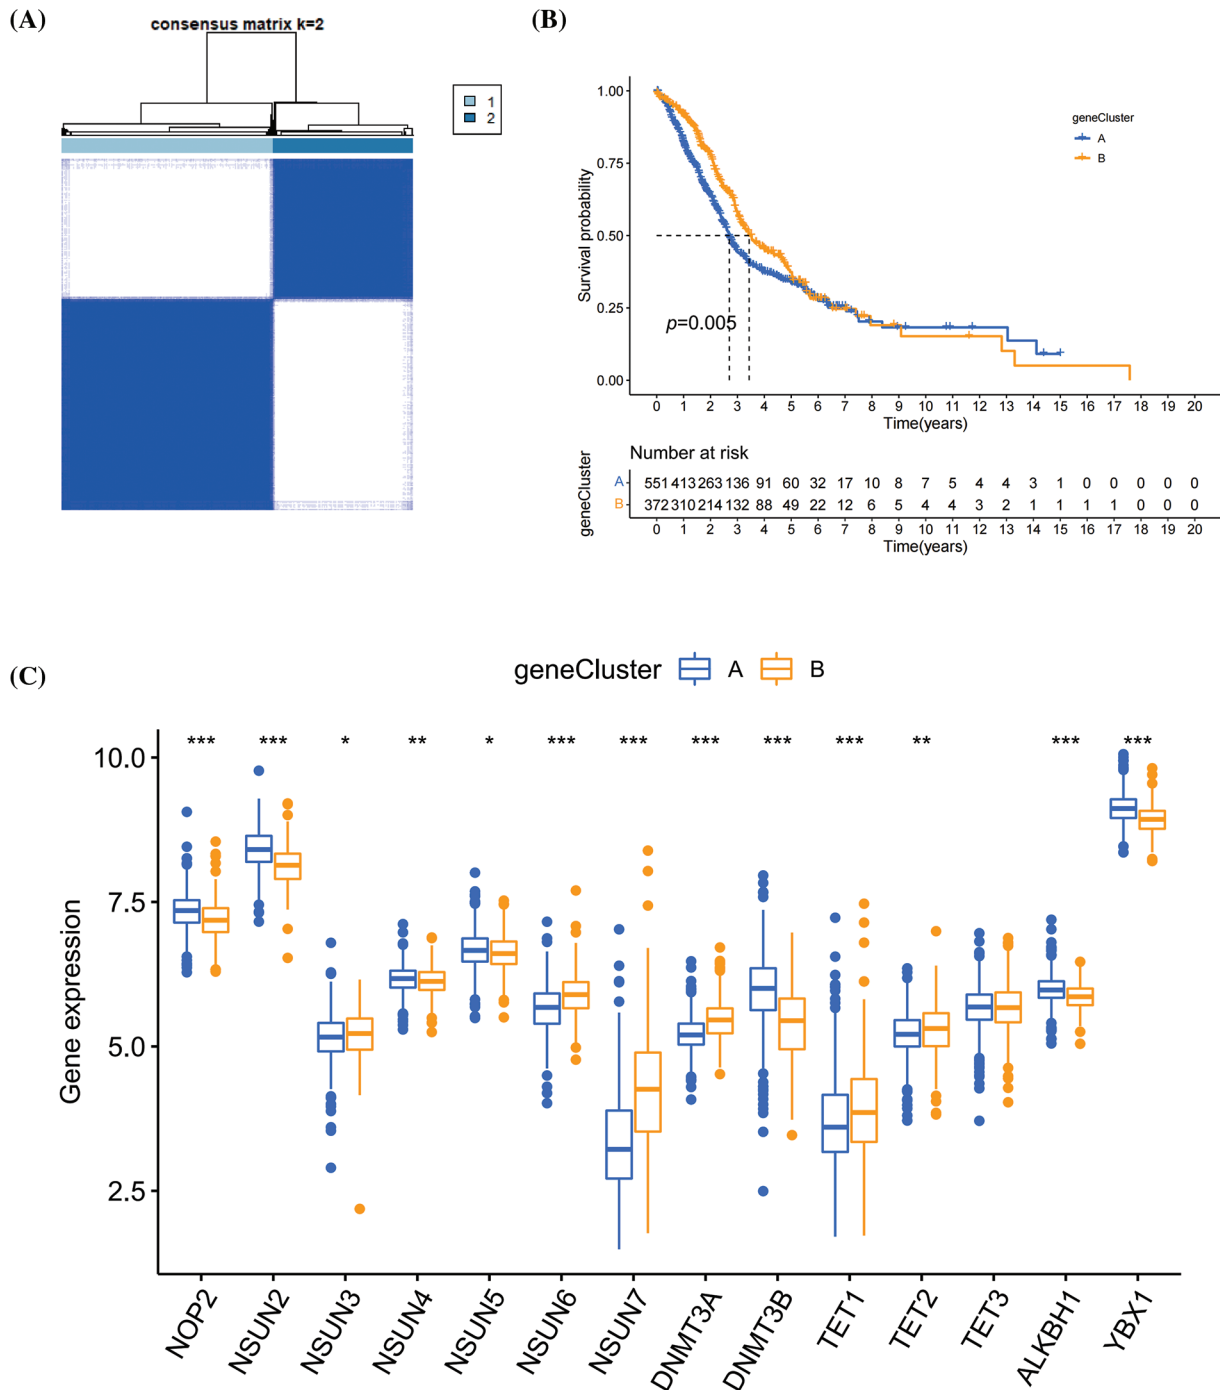 (A)
consensus matrix k=2
1
2
(B)
geneCluster
A
B
Survival probability
1.00
0.75
0.50
0.25
0.00
p=0.005
0 1 2 3 4 5 6 7 8 9 10 11 12 13 14 15 16 17 18 19 20
Time(years)
Number at risk
geneCluster
A 551 413 263 136 91 60 32 17 10 8 7 5 4 4 3 1 0 0 0 0 0
B 372 310 214 132 88 49 22 12 6 5 4 4 3 2 1 1 1 1 0 0 0
0 1 2 3 4 5 6 7 8 9 10 11 12 13 14 15 16 17 18 19 20
Time(years)
(C)
geneCluster A B
Gene expression
10.0
7.5
5.0
2.5
*** *** * ** * *** *** *** *** *** ** *** ***
NOP2 NSUN2 NSUN3 NSUN4 NSUN5 NSUN6 NSUN7 DNMT3A DNMT3B TET1 TET2 TET3 ALKBH1 YBX1